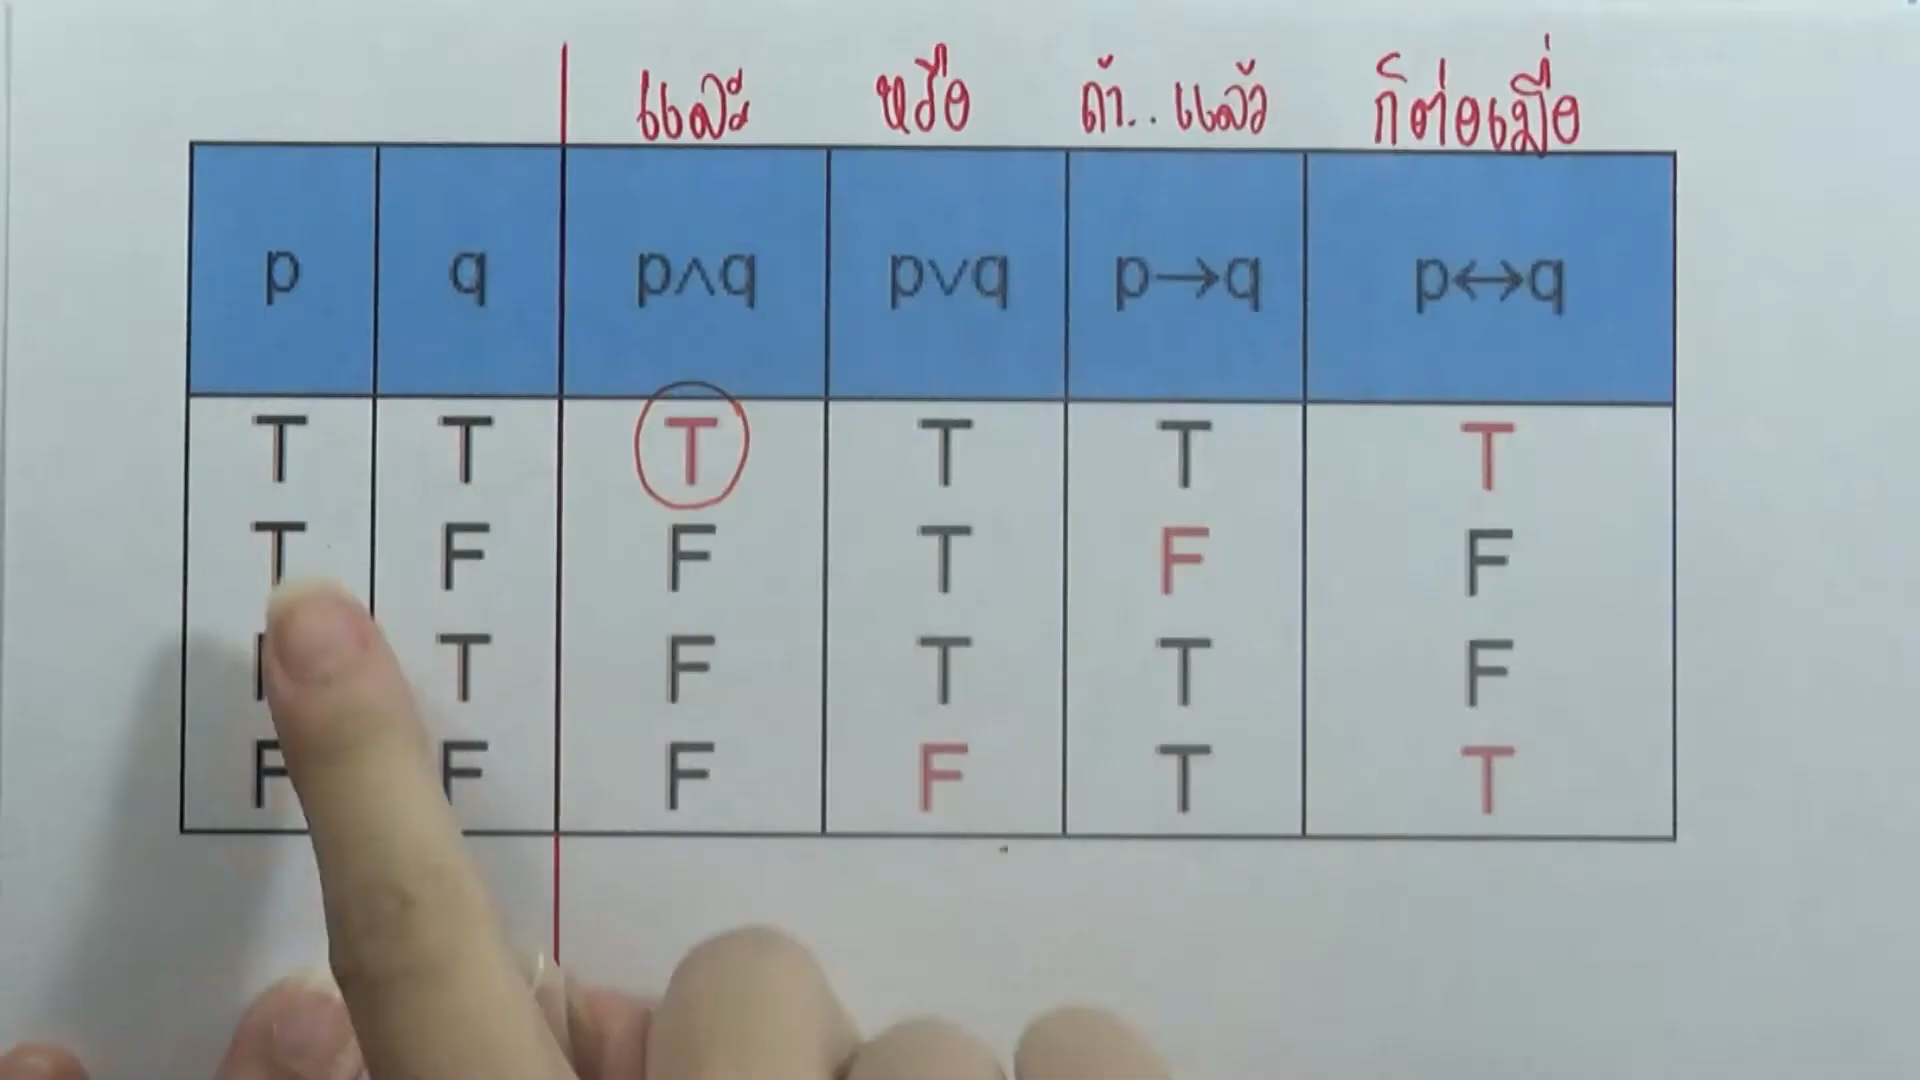 และ หรือ ถ้า..แล้ว ก็ต่อเมื่อ
p q p∧q p∨q p→q p↔q
T T T T T T
T F F T F F
T F T T F
F F F F T T